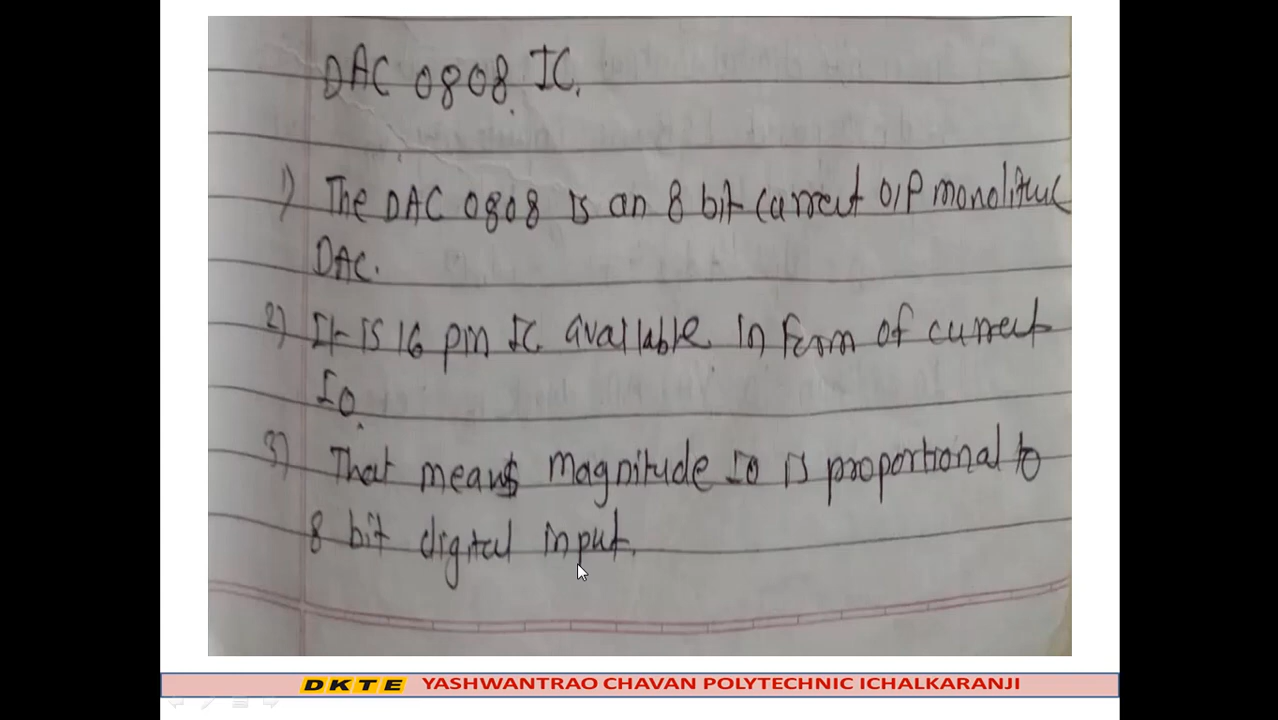 DAC 0808 IC.
1) The DAC 0808 is an 8 bit current O/P monolithic
DAC.
2) It is 16 pin IC available in form of current
Io.
3) That means magnitude Io is proportional to
8 bit digital input.
DKTE YASHWANTRAO CHAVAN POLYTECHNIC ICHALKARANJI